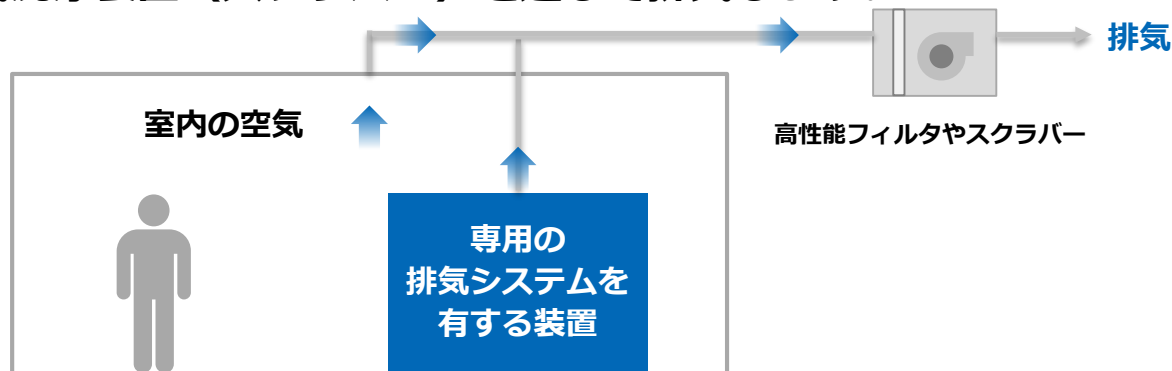 排気
室内の空気
高性能フィルタやスクラバー
専用の
排気システムを
有する装置